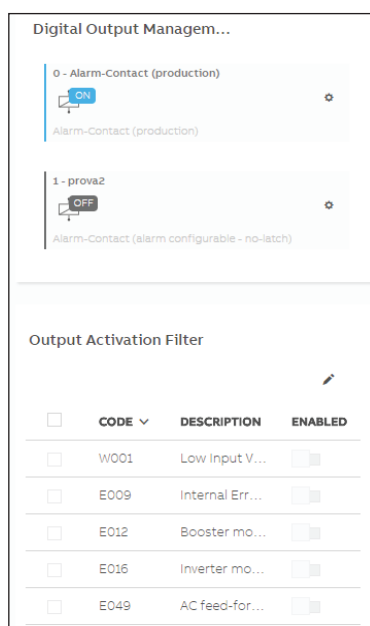 Digital Output Managem...
0 - Alarm-Contact (production)
ON
Alarm-Contact (production)
1 - prova2
OFF
Alarm-Contact (alarm configurable - no-latch)
Output Activation Filter
CODE DESCRIPTION ENABLED
W001 Low Input V...
E009 Internal Err...
E012 Booster mo...
E016 Inverter mo...
E049 AC feed-for...